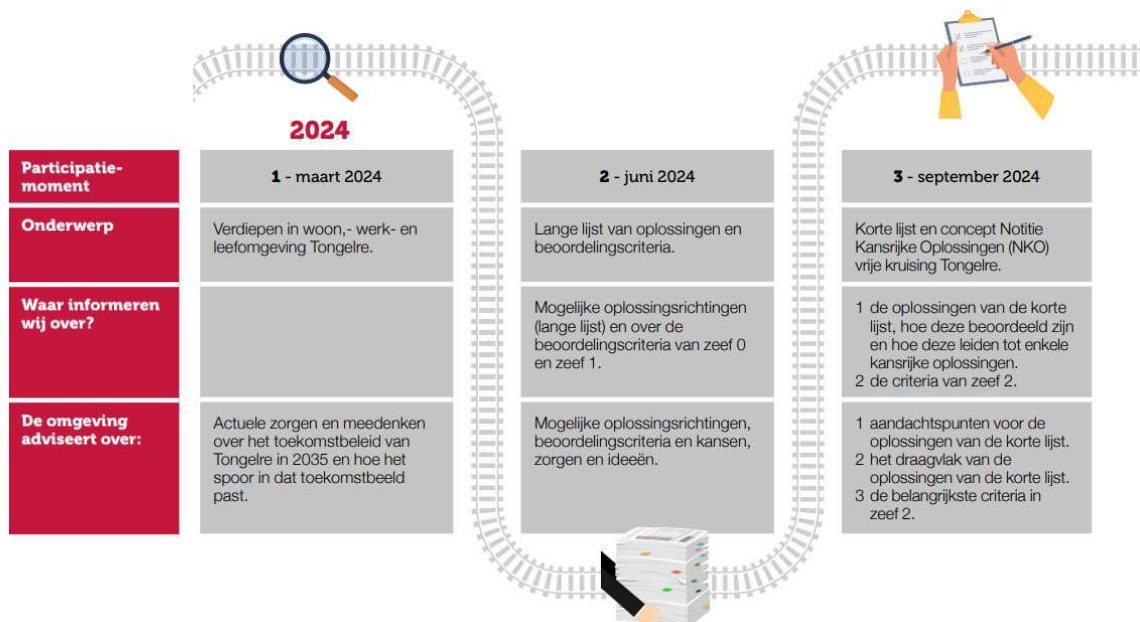 2024
Participatie-
moment
1 - maart 2024
2 - juni 2024
3 - september 2024
Onderwerp
Verdiepen in woon,- werk- en
leefomgeving Tongelre.
Lange lijst van oplossingen en
beoordelingscriteria.
Korte lijst en concept Notitie
Kansrijke Oplossingen (NKO)
vrije kruising Tongelre.
Waar informeren
wij over?
Mogelijke oplossingsrichtingen
(lange lijst) en over de
beoordelingscriteria van zeef 0
en zeef 1.
1 de oplossingen van de korte
lijst, hoe deze beoordeeld zijn
en hoe deze leiden tot enkele
kansrijke oplossingen.
2 de criteria van zeef 2.
De omgeving
adviseert over:
Actuele zorgen en meedenken
over het toekomstbeleid van
Tongelre in 2035 en hoe het
spoor in dat toekomstbeeld
past.
Mogelijke oplossingsrichtingen,
beoordelingscriteria en kansen,
zorgen en ideeën.
1 aandachtspunten voor de
oplossingen van de korte lijst.
2 het draagvlak van de
oplossingen van de korte lijst.
3 de belangrijkste criteria in
zeef 2.